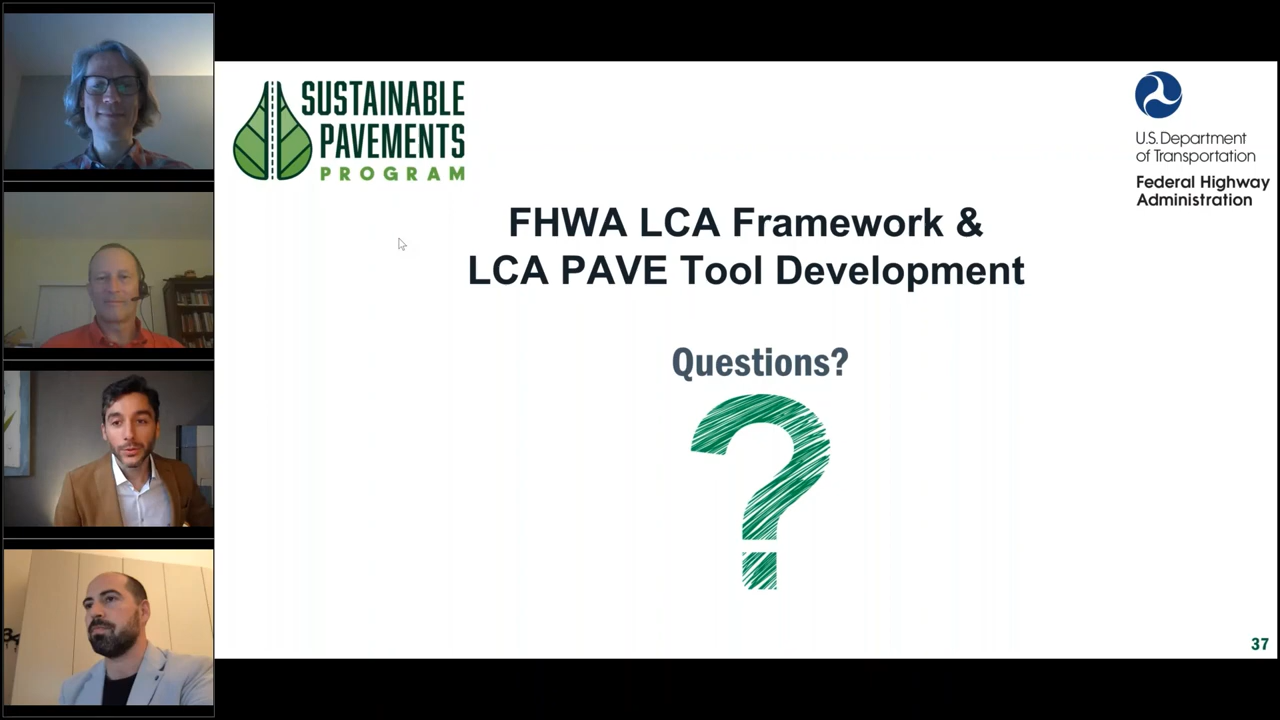 SUSTAINABLE
PAVEMENTS
PROGRAM
U.S. Department
of Transportation
Federal Highway
Administration
FHWA LCA Framework &
LCA PAVE Tool Development
Questions?
?
37